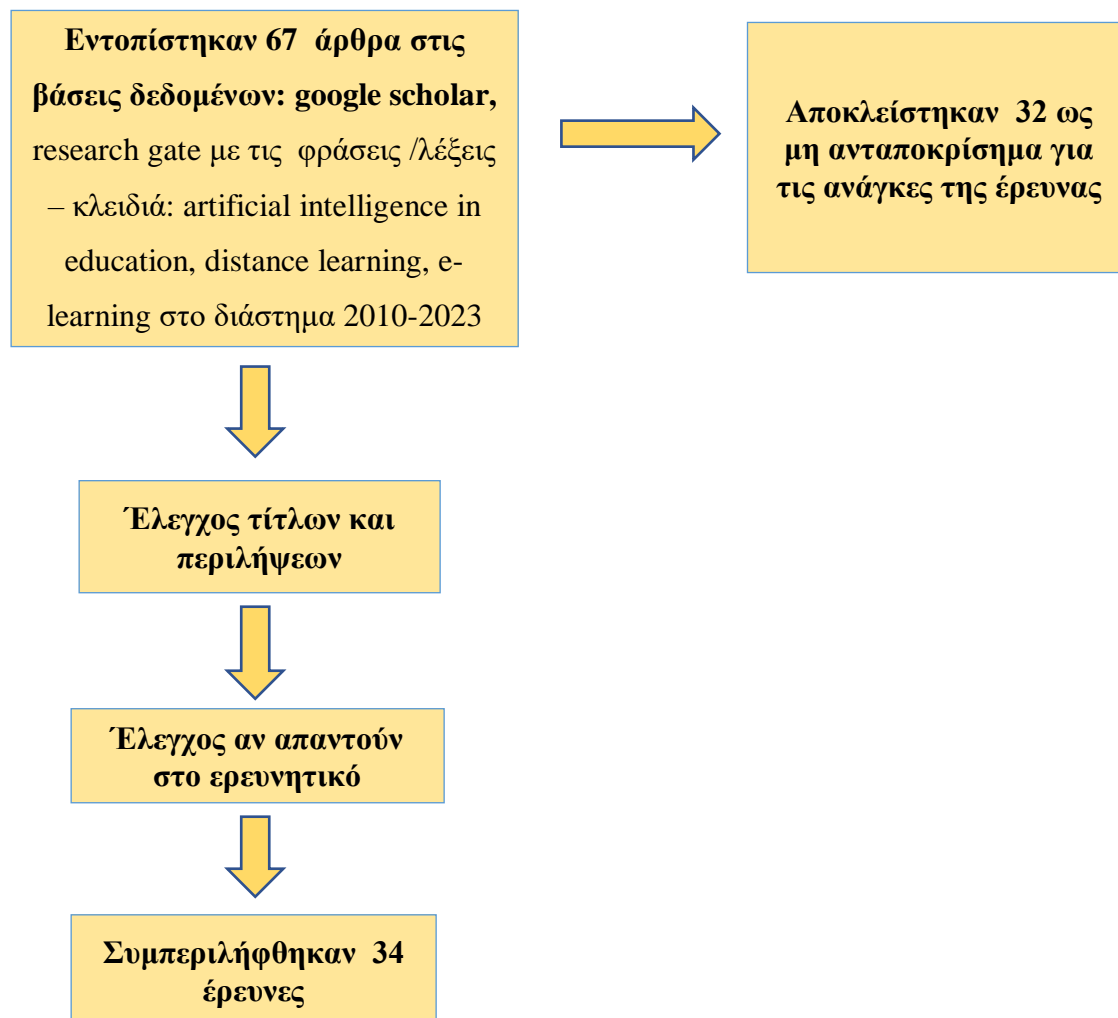 Εντοπίστηκαν 67 άρθρα στις
βάσεις δεδομένων: google scholar,
research gate με τις φράσεις /λέξεις
– κλειδιά: artificial intelligence in
education, distance learning, e-
learning στο διάστημα 2010-2023
Αποκλείστηκαν 32 ως
μη ανταποκρίσημα για
τις ανάγκες της έρευνας
Έλεγχος τίτλων και
περιλήψεων
Έλεγχος αν απαντούν
στο ερευνητικό
Συμπεριλήφθηκαν 34
έρευνες